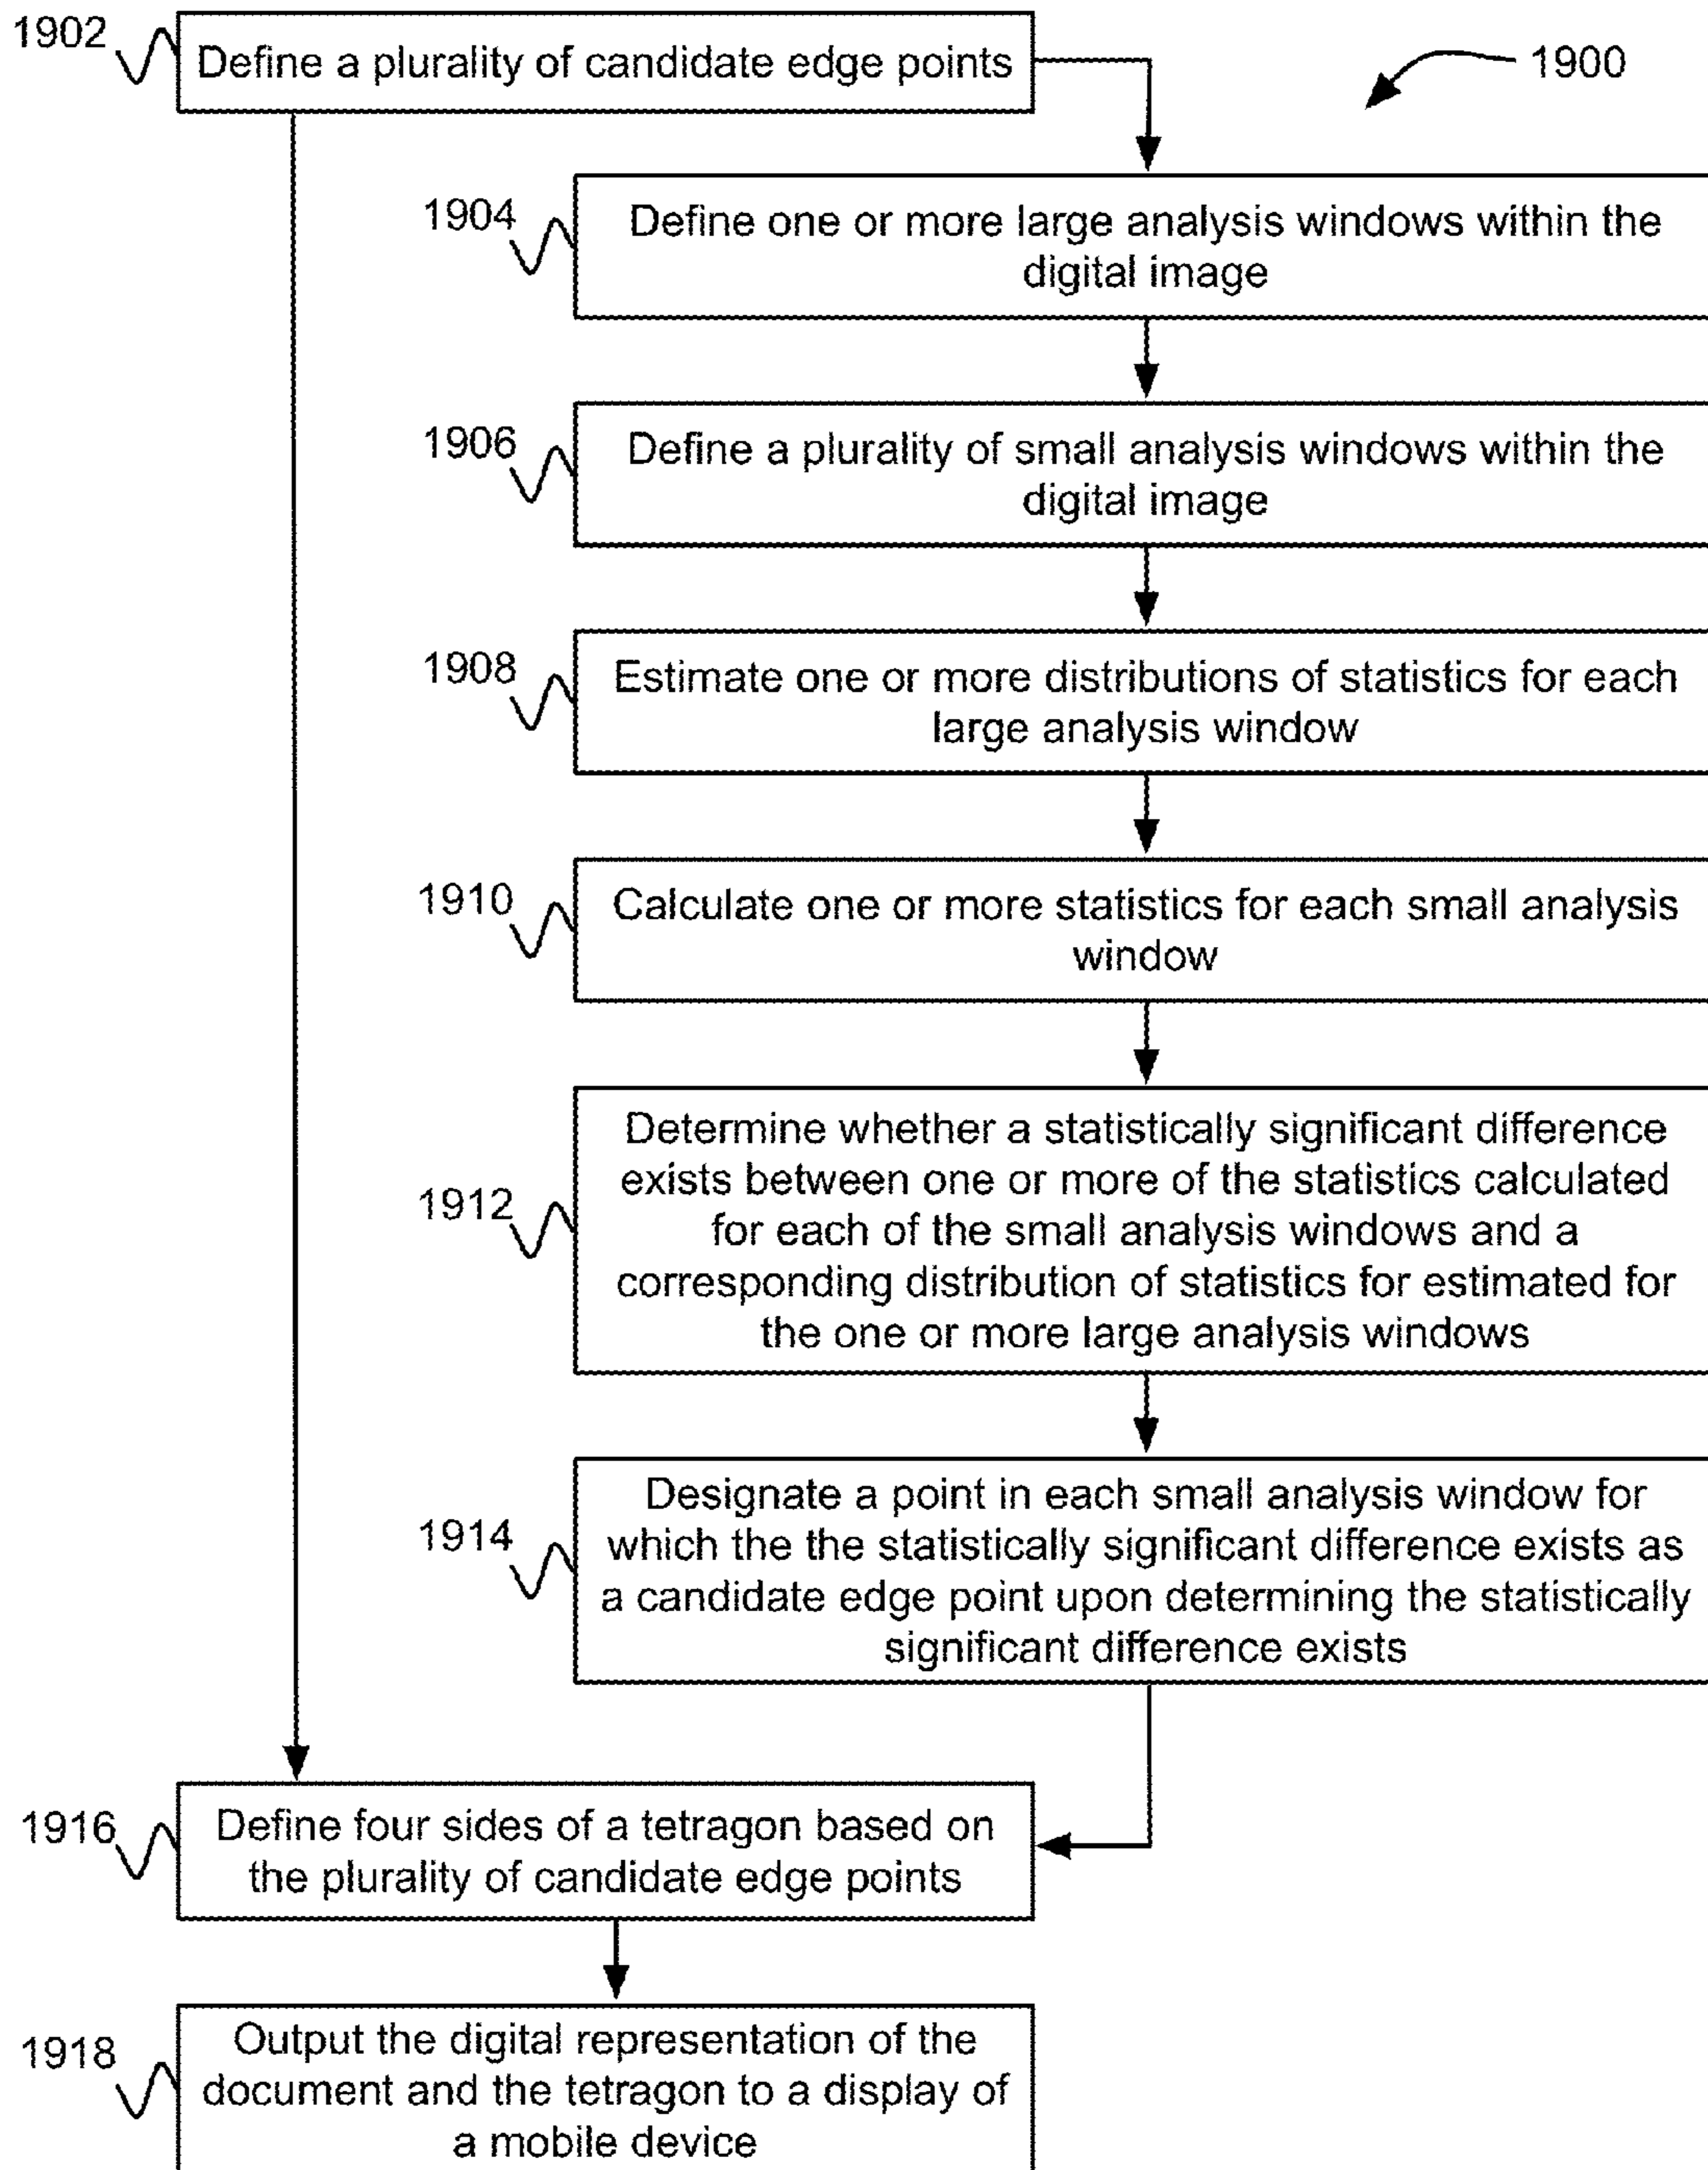 1902
Define a plurality of candidate edge points
1900
1904
Define one or more large analysis windows within the
digital image
1906
Define a plurality of small analysis windows within the
digital image
1908
Estimate one or more distributions of statistics for each
large analysis window
1910
Calculate one or more statistics for each small analysis
window
1912
Determine whether a statistically significant difference
exists between one or more of the statistics calculated
for each of the small analysis windows and a
corresponding distribution of statistics for estimated for
the one or more large analysis windows
1914
Designate a point in each small analysis window for
which the the statistically significant difference exists as
a candidate edge point upon determining the statistically
significant difference exists
1916
Define four sides of a tetragon based on
the plurality of candidate edge points
1918
Output the digital representation of the
document and the tetragon to a display of
a mobile device